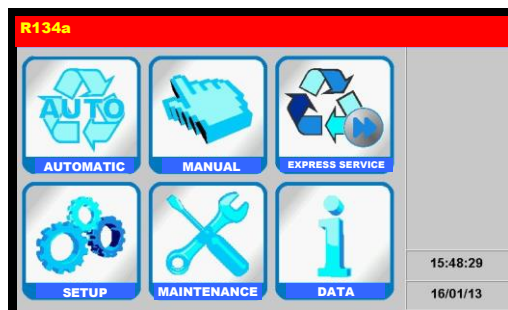 R134a
AUTO
AUTOMATIC
MANUAL
EXPRESS SERVICE
SETUP
MAINTENANCE
DATA
15:48:29
16/01/13